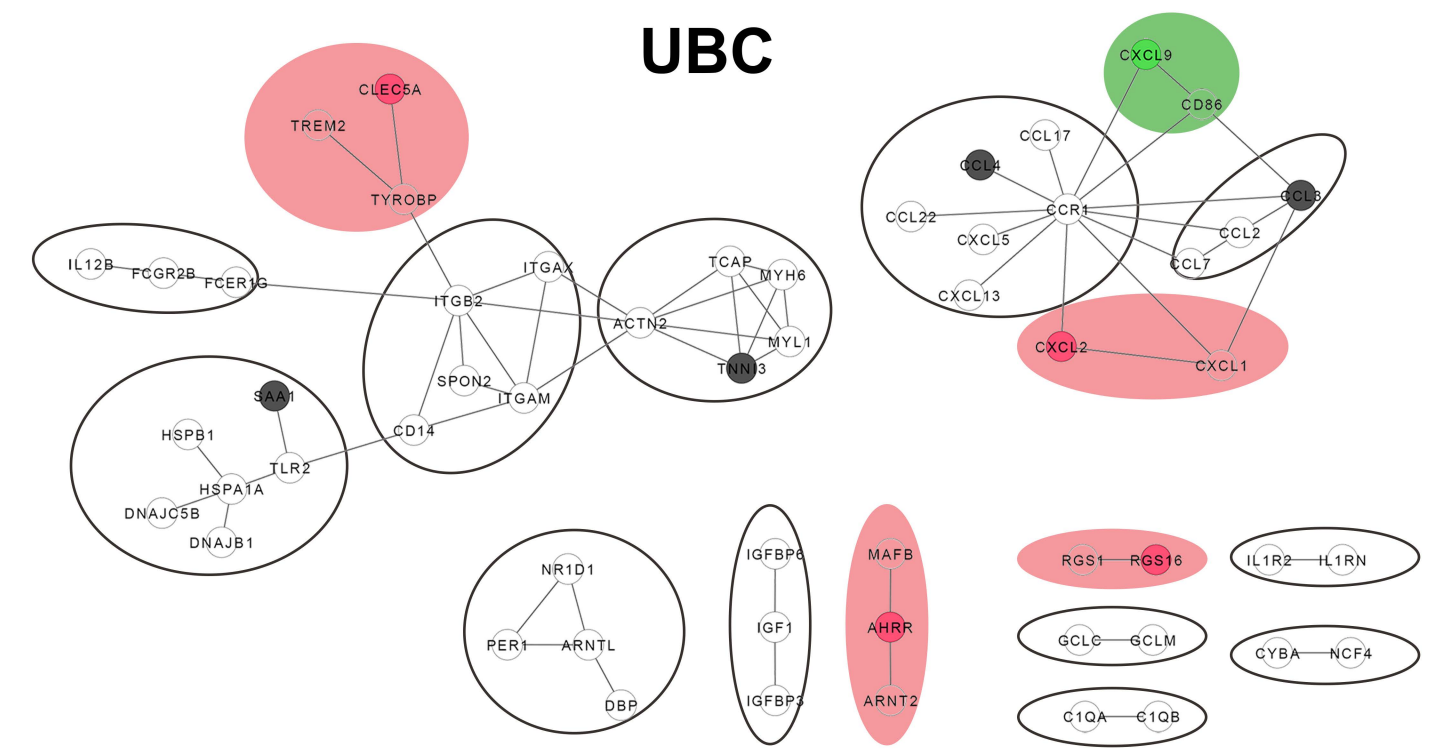 UBC
CXCL9
CD86
CLEC5A
TREM2
TYROBP
CCL17
CCL4
CCR1
CCL22
CXCL5
CXCL13
CCL3
CCL2
CCL7
CXCL2
CXCL1
IL12B
FCGR2B
FCER1G
ITGAX
ITGB2
SPON2
ITGAM
CD14
TCAP
MYH6
ACTN2
MYL1
TNNI3
SAA1
HSPB1
TLR2
HSPA1A
DNAJC5B
DNAJB1
NR1D1
PER1
ARNTL
DBP
IGFBP6
IGF1
IGFBP3
MAFB
AHRR
ARNT2
RGS1
RGS16
GCLC
GCLM
C1QA
C1QB
IL1R2
IL1RN
CYBA
NCF4